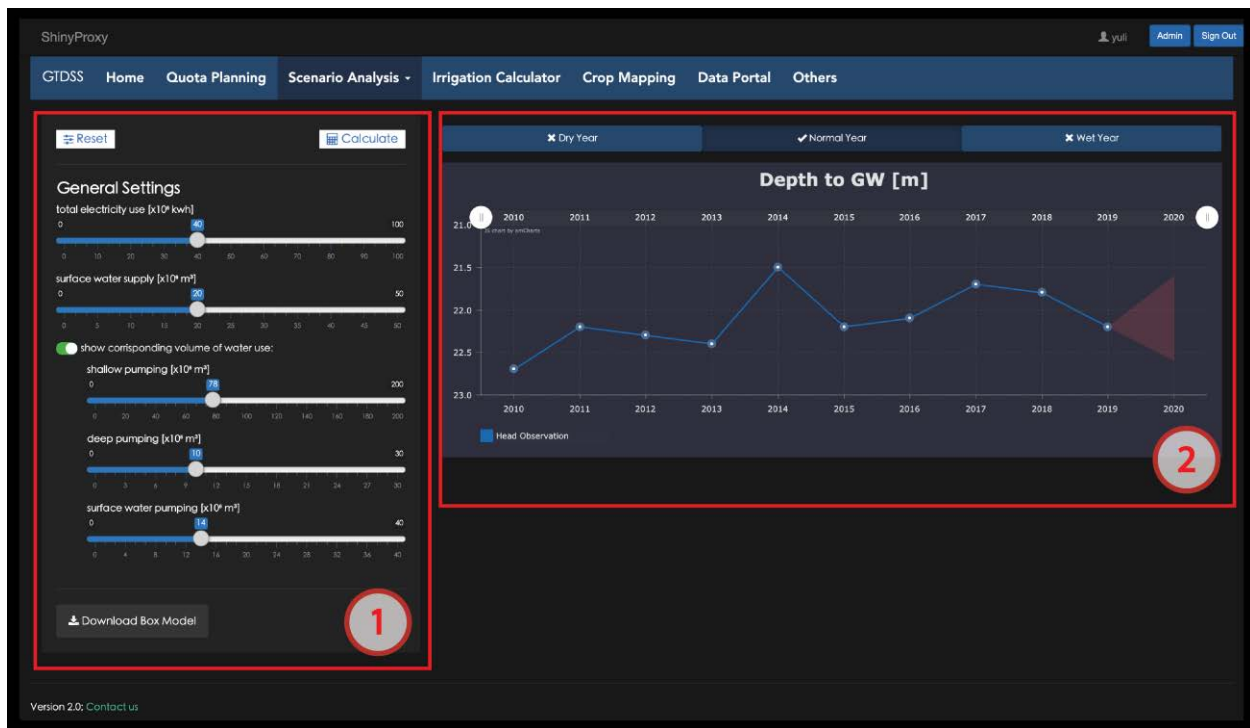 ShinyProxy
yuli Admin Sign Out
GTDSS Home Quota Planning Scenario Analysis Irrigation Calculator Crop Mapping Data Portal Others
Reset Calculate
General Settings
total electricity use [x10⁶ kwh]
0 40 100
0 10 20 30 40 50 60 70 80 90 100
surface water supply [x10⁶ m³]
0 20 50
0 5 10 15 20 25 30 35 40 45 50
show corrisponding volume of water use:
shallow pumping [x10⁶ m³]
0 78 200
0 20 40 60 80 100 120 140 160 180 200
deep pumping [x10⁶ m³]
0 10 30
0 3 6 9 12 15 18 21 24 27 30
surface water pumping [x10⁶ m³]
0 14 40
0 4 8 12 16 20 24 28 32 36 40
Download Box Model
1
Dry Year Normal Year Wet Year
Depth to GW [m]
2010 2011 2012 2013 2014 2015 2016 2017 2018 2019 2020
21.0
JS chart by amCharts
21.5
22.0
22.5
23.0
2010 2011 2012 2013 2014 2015 2016 2017 2018 2019 2020
Head Observation
2
Version 2.0; Contact us